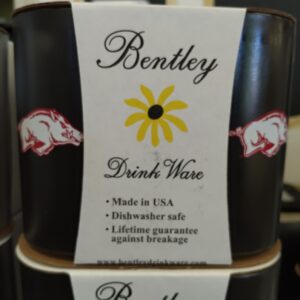 Bentley
Drink Ware
• Made in USA
• Dishwasher safe
• Lifetime guarantee
against breakage
www.bentleydrinkware.com
Bentley